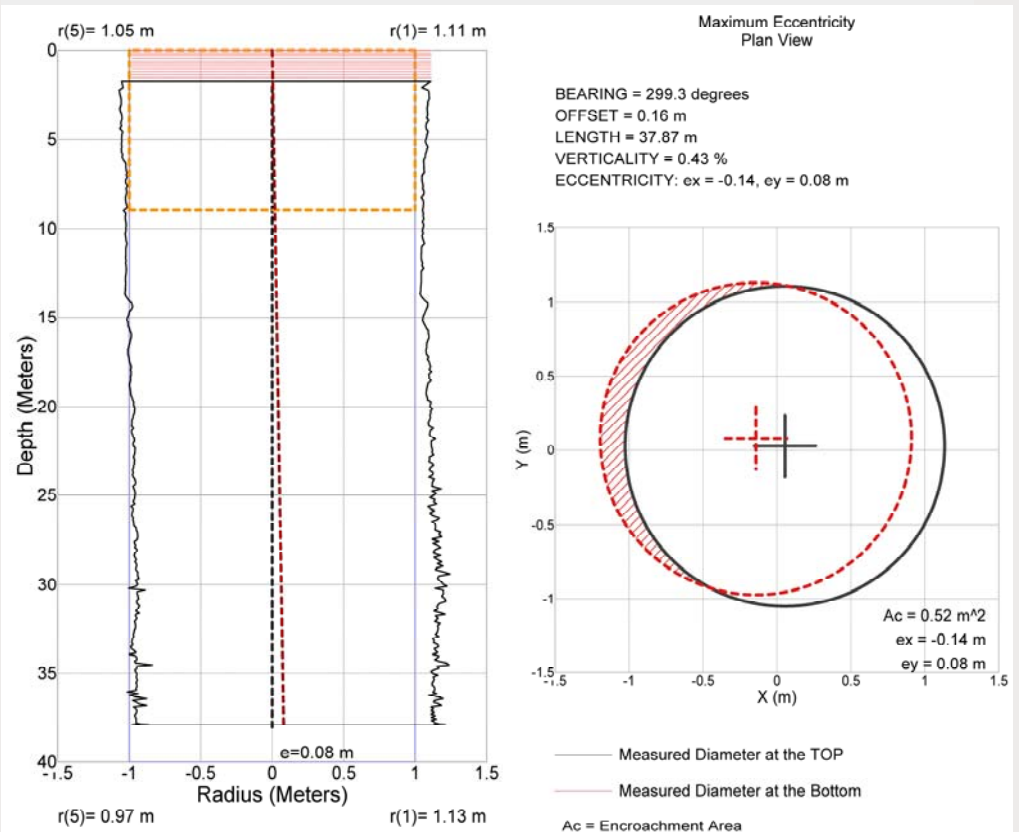 r(5)= 1.05 m
r(1)= 1.11 m
0
5
10
15
20
25
30
35
40
Depth (Meters)
-1.5
-1
-0.5
0
0.5
1
1.5
e=0.08 m
Radius (Meters)
r(5)= 0.97 m
r(1)= 1.13 m
Maximum Eccentricity
Plan View
BEARING = 299.3 degrees
OFFSET = 0.16 m
LENGTH = 37.87 m
VERTICALITY = 0.43 %
ECCENTRICITY: ex = -0.14, ey = 0.08 m
1.5
1
0.5
0
-0.5
-1
-1.5
Y (m)
Ac = 0.52 m^2
ex = -0.14 m
ey = 0.08 m
-1.5
-1
-0.5
0
0.5
1
1.5
X (m)
Measured Diameter at the TOP
Measured Diameter at the Bottom
Ac = Encroachment Area